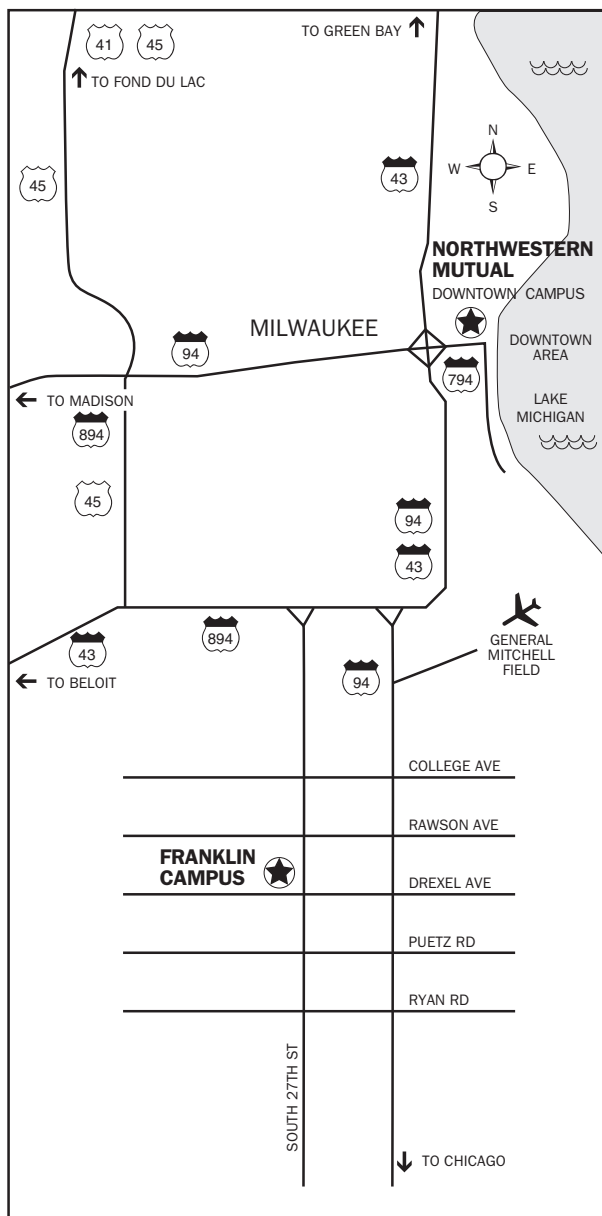 TO GREEN BAY
41
45
TO FOND DU LAC
N
W
E
S
43
45
NORTHWESTERN
MUTUAL
DOWNTOWN CAMPUS
MILWAUKEE
94
DOWNTOWN
AREA
794
TO MADISON
LAKE
MICHIGAN
894
45
94
43
GENERAL
MITCHELL
FIELD
894
43
94
TO BELOIT
COLLEGE AVE
RAWSON AVE
FRANKLIN
CAMPUS
DREXEL AVE
PUETZ RD
RYAN RD
SOUTH 27TH ST
TO CHICAGO